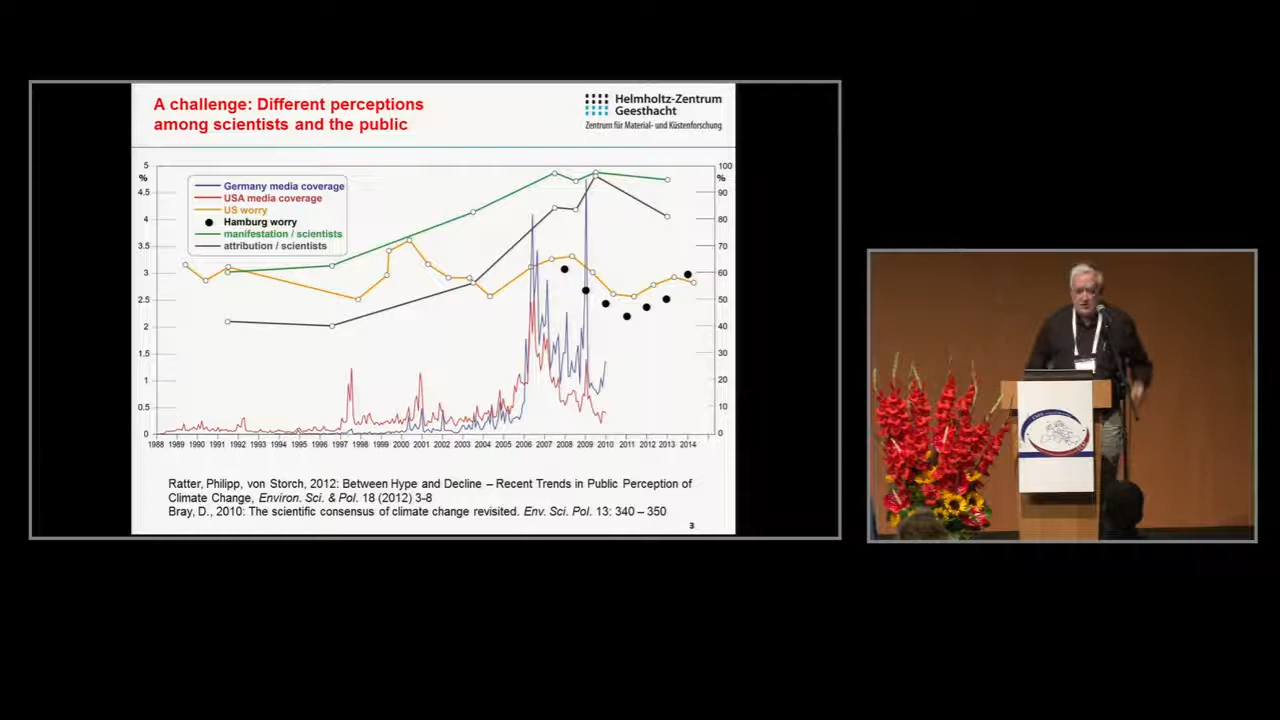 A challenge: Different perceptions
among scientists and the public
Helmholtz-Zentrum
Geesthacht
Zentrum für Material- und Küstenforschung
5
%
4.5
4
3.5
3
2.5
2
1.5
1
0.5
0
100
%
90
80
70
60
50
40
30
20
10
0
Germany media coverage
USA media coverage
US worry
Hamburg worry
manifestation / scientists
attribution / scientists
1988 1989 1990 1991 1992 1993 1994 1995 1996 1997 1998 1999 2000 2001 2002 2003 2004 2005 2006 2007 2008 2009 2010 2011 2012 2013 2014
Ratter, Philipp, von Storch, 2012: Between Hype and Decline – Recent Trends in Public Perception of
Climate Change, Environ. Sci. & Pol. 18 (2012) 3-8
Bray, D., 2010: The scientific consensus of climate change revisited. Env. Sci. Pol. 13: 340 – 350
3